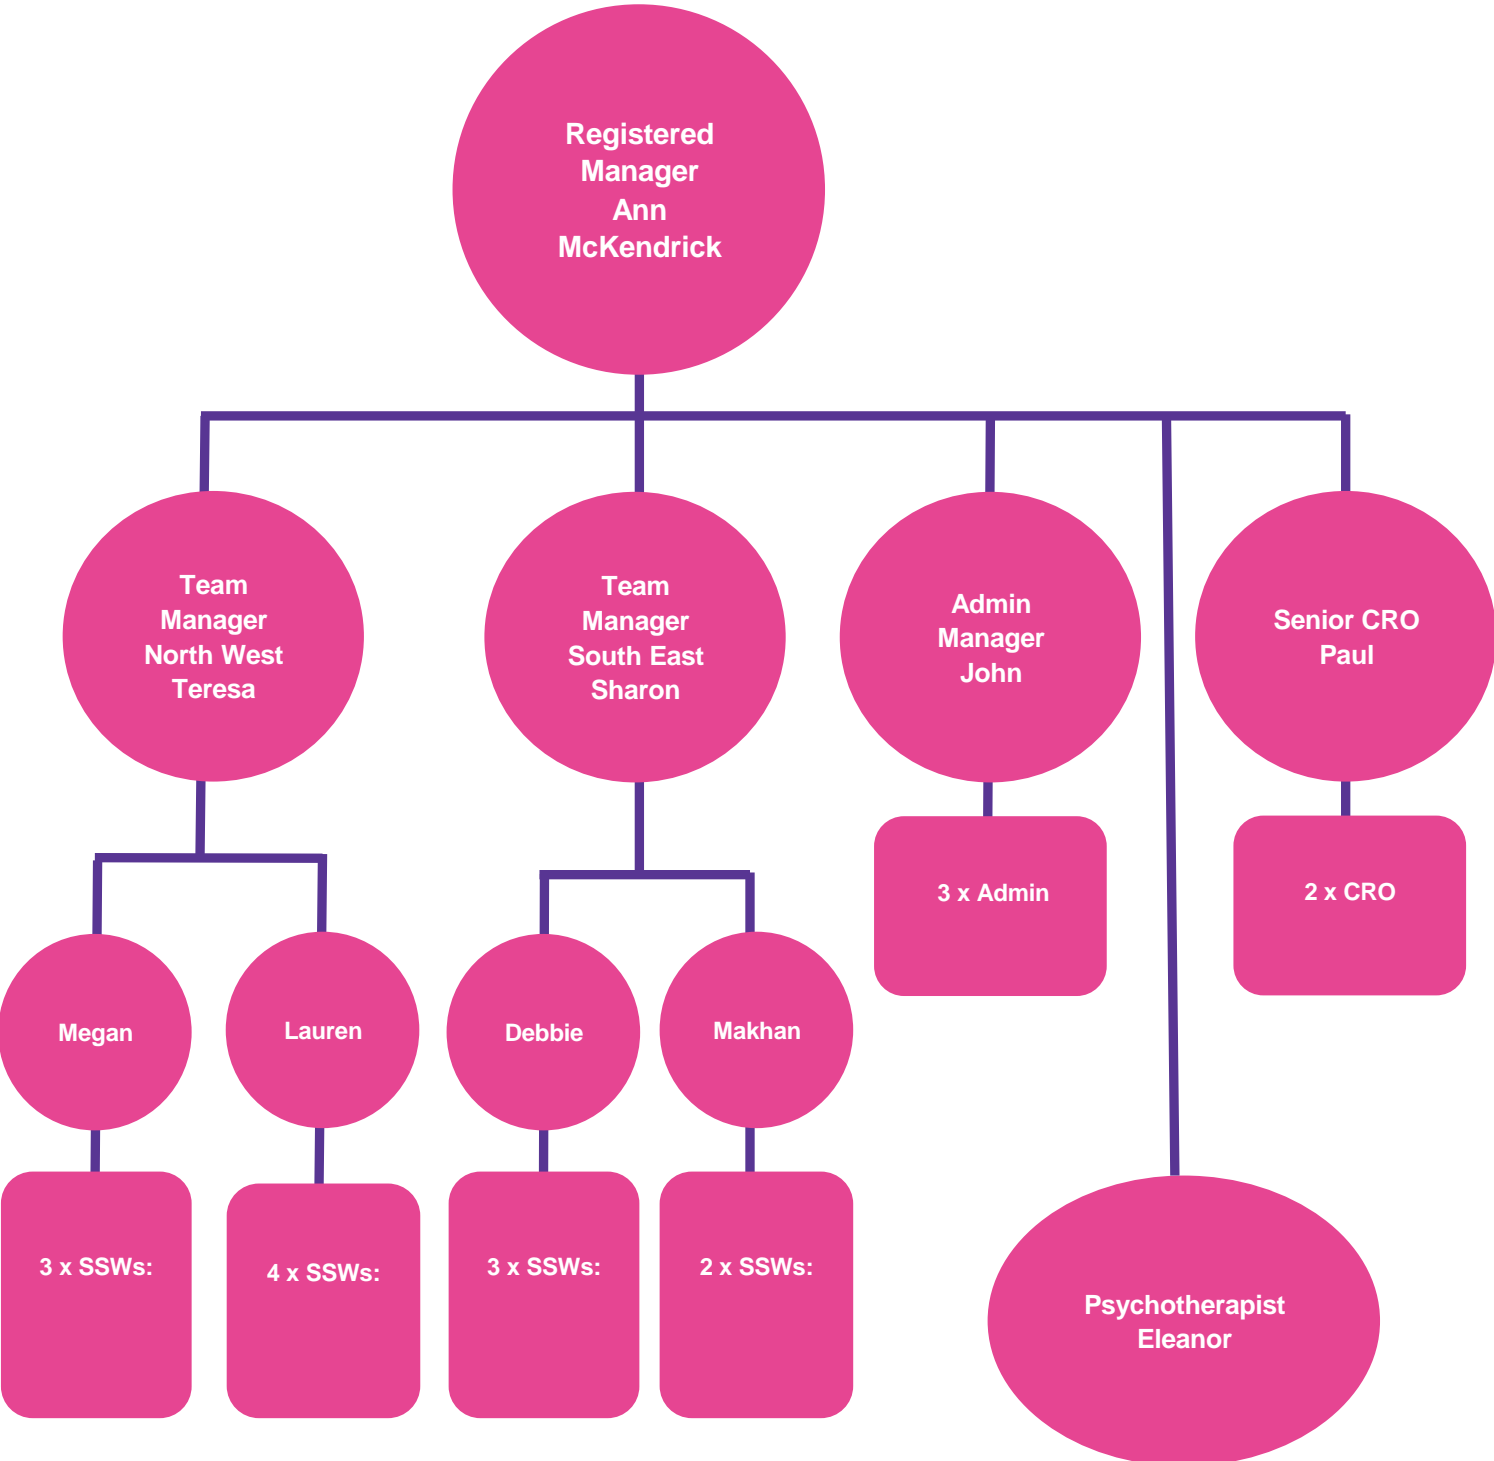 Registered
Manager
Ann
McKendrick
Team
Manager
North West
Teresa
Team
Manager
South East
Sharon
Admin
Manager
John
Senior CRO
Paul
3 x Admin
2 x CRO
Megan
Lauren
Debbie
Makhan
3 x SSWs:
4 x SSWs:
3 x SSWs:
2 x SSWs:
Psychotherapist
Eleanor